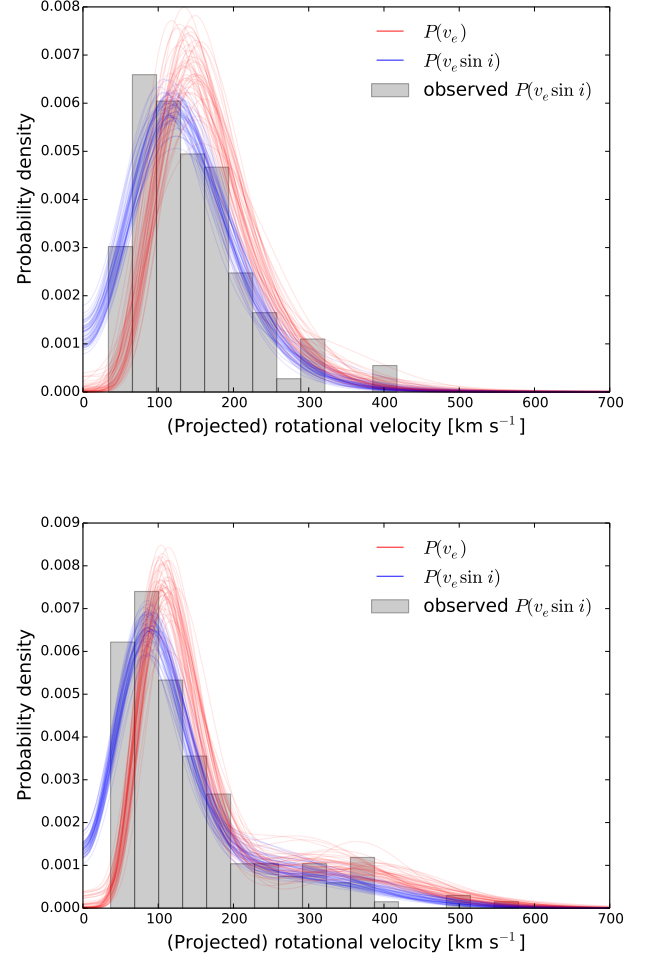 0.008
0.007
0.006
0.005
0.004
0.003
0.002
0.001
0.000
Probability density
P(v_e)
P(v_e sin i)
observed P(v_e sin i)
0 100 200 300 400 500 600 700
(Projected) rotational velocity [km s⁻¹]
0.009
0.008
0.007
0.006
0.005
0.004
0.003
0.002
0.001
0.000
Probability density
P(v_e)
P(v_e sin i)
observed P(v_e sin i)
0 100 200 300 400 500 600 700
(Projected) rotational velocity [km s⁻¹]